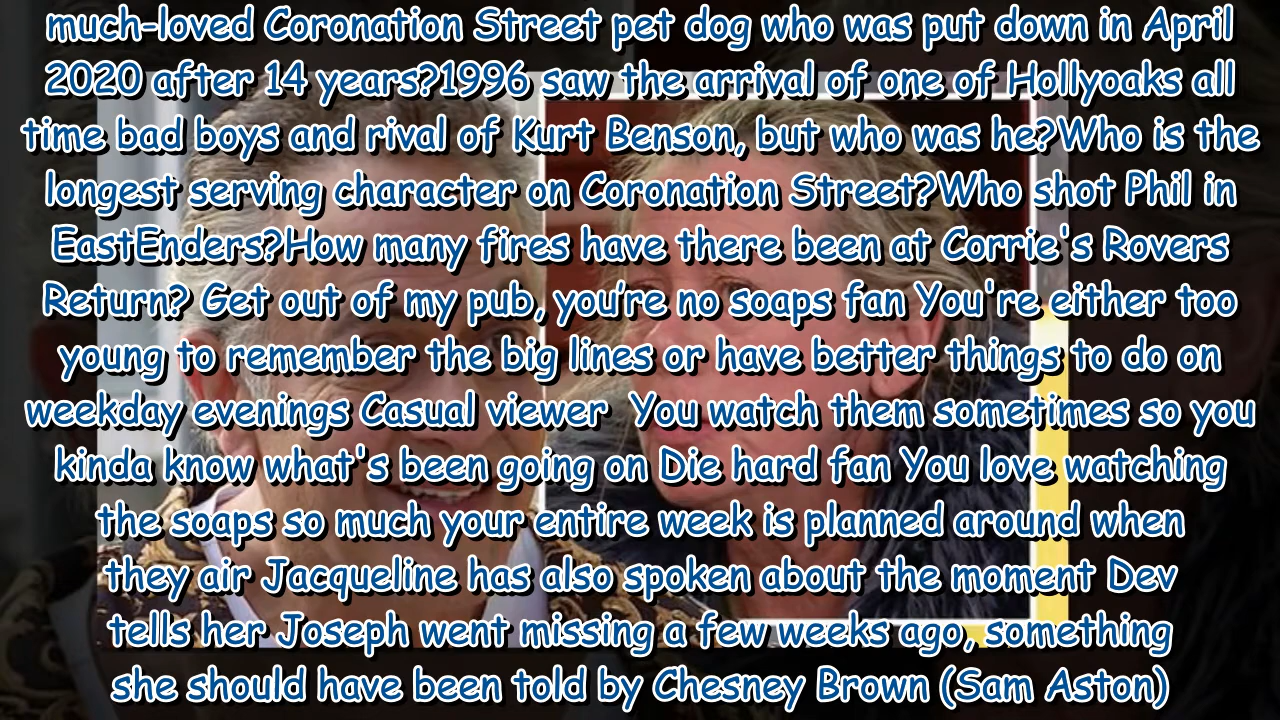 much-loved Coronation Street pet dog who was put down in April
2020 after 14 years?1996 saw the arrival of one of Hollyoaks all
time bad boys and rival of Kurt Benson, but who was he?Who is the
longest serving character on Coronation Street?Who shot Phil in
EastEnders?How many fires have there been at Corrie's Rovers
Return? Get out of my pub, you’re no soaps fan You're either too
young to remember the big lines or have better things to do on
weekday evenings Casual viewer  You watch them sometimes so you
kinda know what's been going on Die hard fan You love watching
the soaps so much your entire week is planned around when
they air Jacqueline has also spoken about the moment Dev
tells her Joseph went missing a few weeks ago, something
she should have been told by Chesney Brown (Sam Aston)